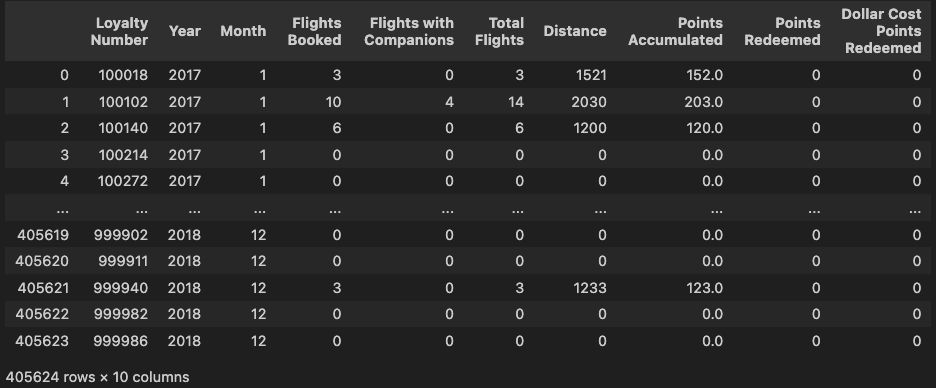 Loyalty Number Year Month Flights Booked Flights with Companions Total Flights Distance Points Accumulated Points Redeemed Dollar Cost Points Redeemed
0 100018 2017 1 3 0 3 1521 152.0 0 0
1 100102 2017 1 10 4 14 2030 203.0 0 0
2 100140 2017 1 6 0 6 1200 120.0 0 0
3 100214 2017 1 0 0 0 0 0.0 0 0
4 100272 2017 1 0 0 0 0 0.0 0 0
... ... ... ... ... ... ... ... ... ... ...
405619 999902 2018 12 0 0 0 0 0.0 0 0
405620 999911 2018 12 0 0 0 0 0.0 0 0
405621 999940 2018 12 3 0 3 1233 123.0 0 0
405622 999982 2018 12 0 0 0 0 0.0 0 0
405623 999986 2018 12 0 0 0 0 0.0 0 0
405624 rows × 10 columns